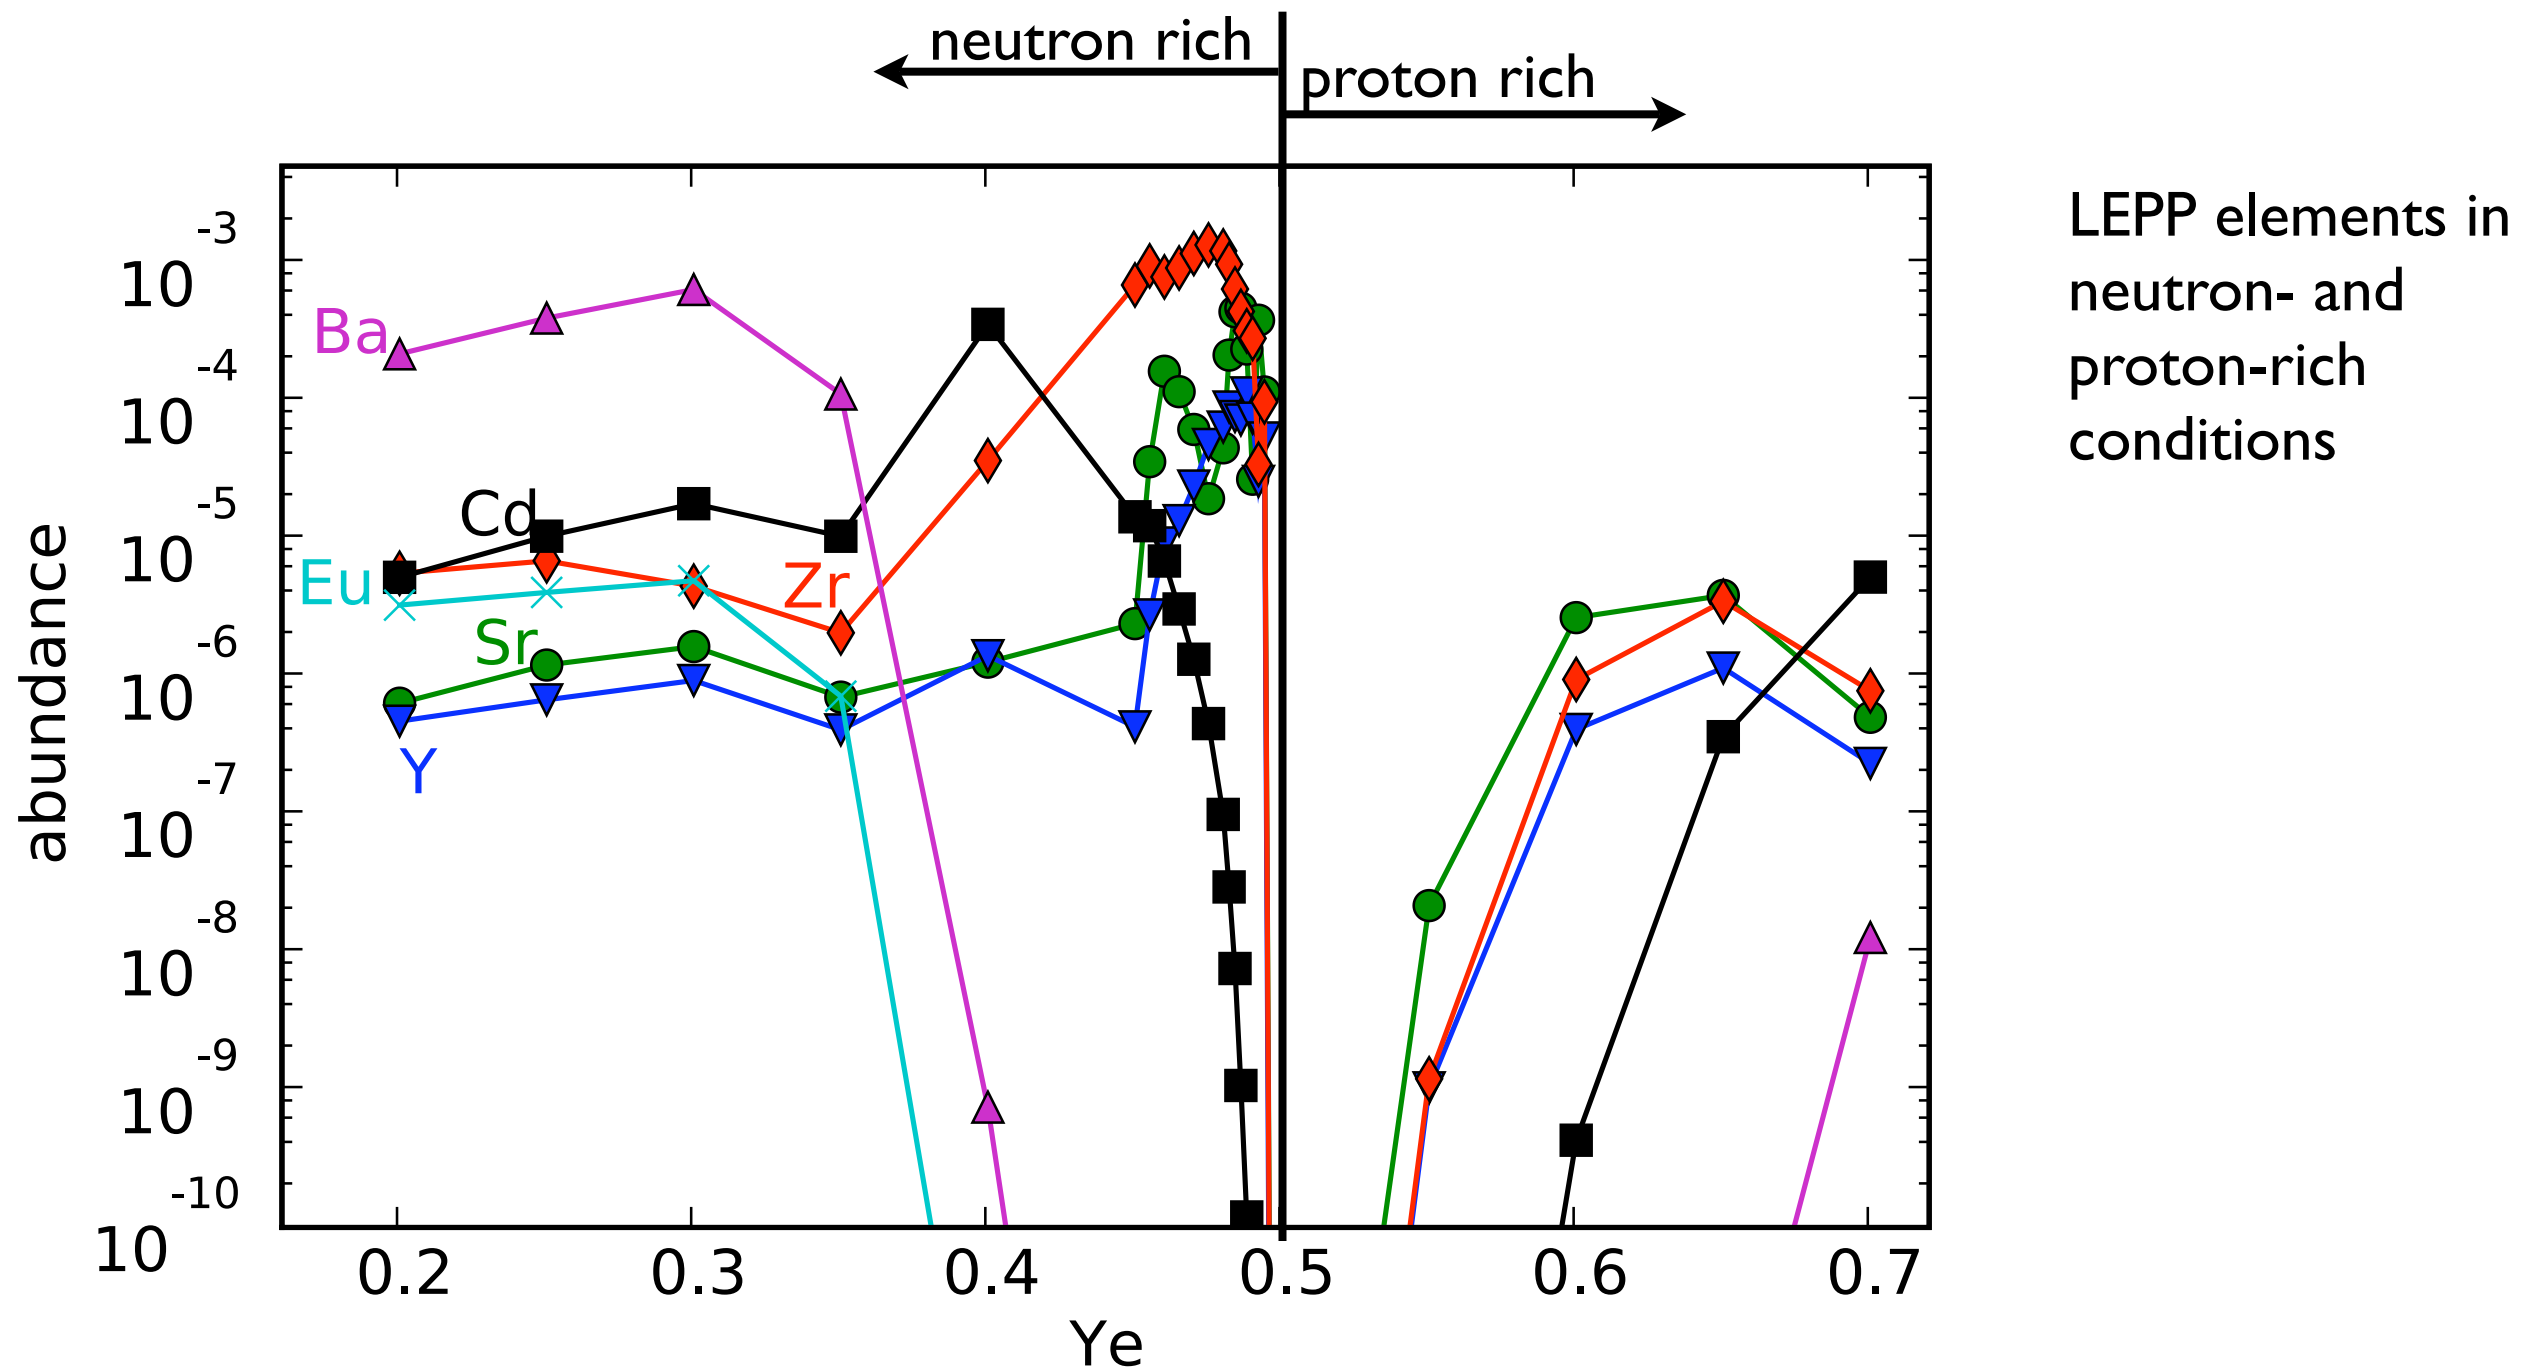 neutron rich
proton rich
LEPP elements in
neutron- and
proton-rich
conditions
abundance
10-3
10-4
10-5
10-6
10-7
10-8
10-9
10-10
Ba
Cd
Eu
Zr
Sr
Y
0.2 0.3 0.4 0.5 0.6 0.7
Ye